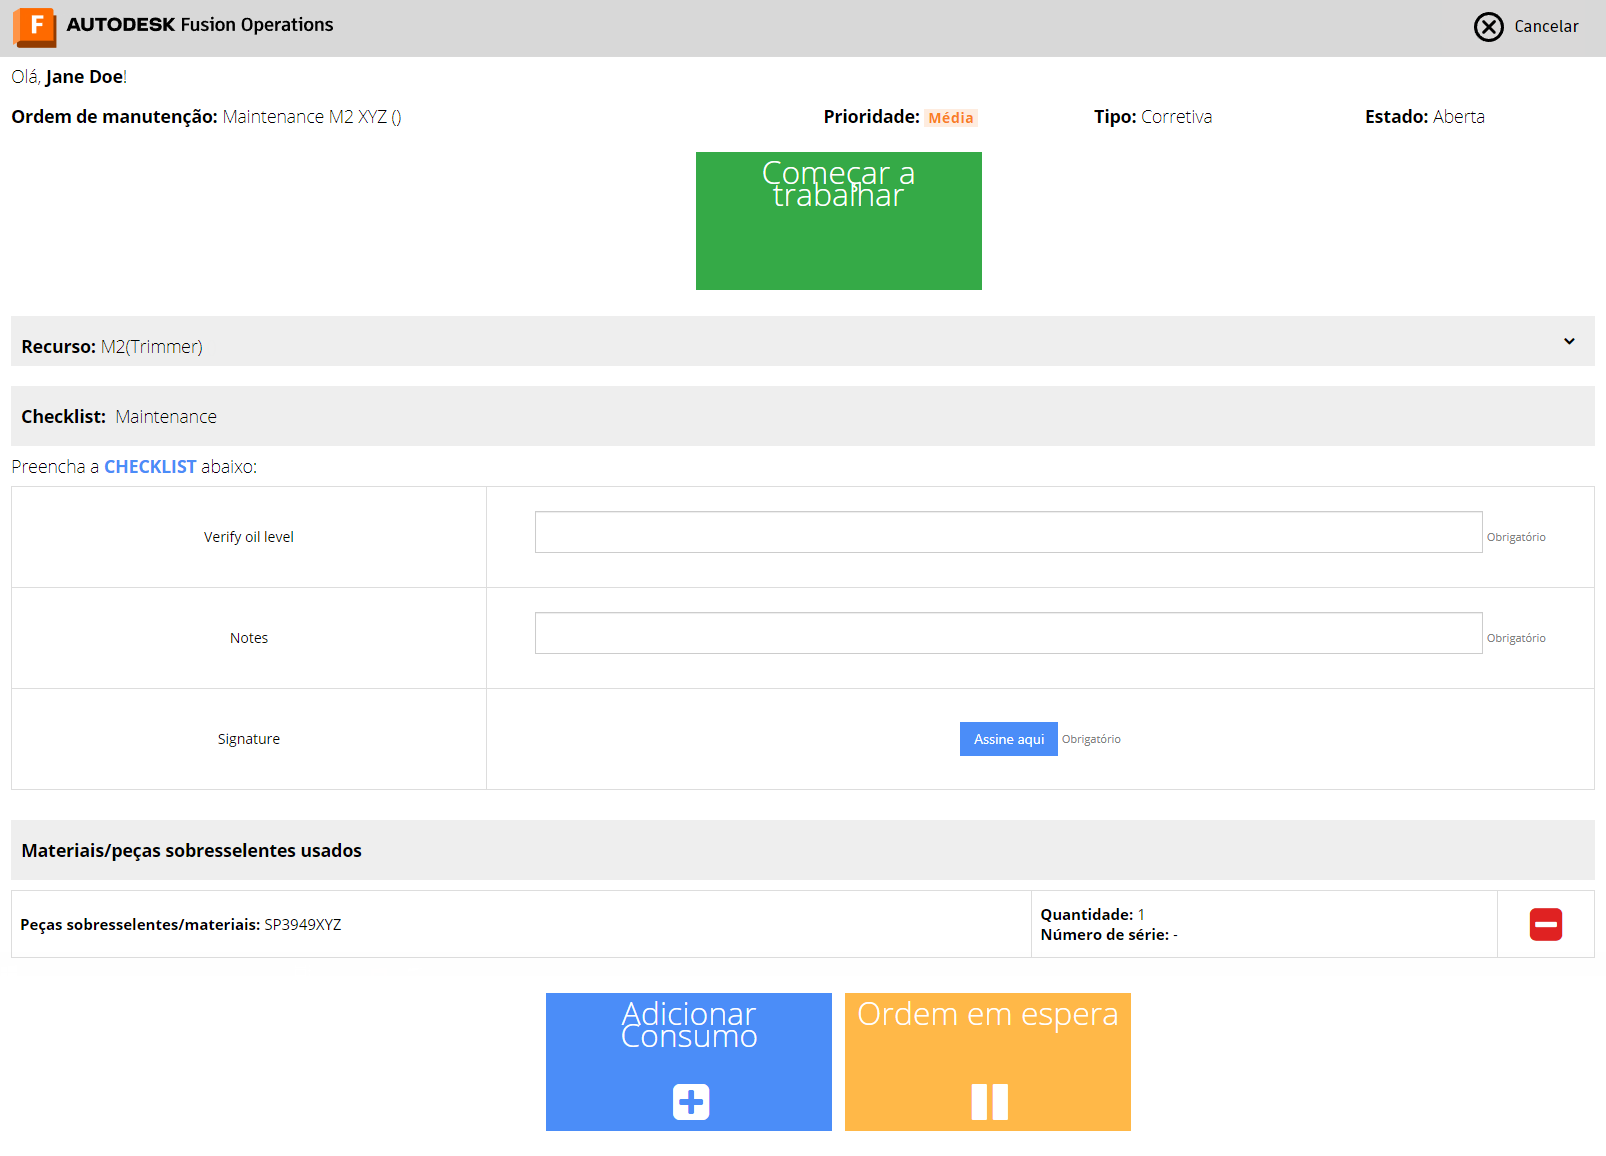 F AUTODESK Fusion Operations
Cancelar
Olá, Jane Doe!
Ordem de manutenção: Maintenance M2 XYZ ()
Prioridade: Média
Tipo: Corretiva
Estado: Aberta
Começar a
trabalhar
Recurso: M2(Trimmer)
Checklist: Maintenance
Preencha a CHECKLIST abaixo:
Verify oil level
Obrigatório
Notes
Obrigatório
Signature
Assine aqui
Obrigatório
Materiais/peças sobresselentes usados
Peças sobresselentes/materiais: SP3949XYZ
Quantidade: 1
Número de série: -
Adicionar
Consumo
Ordem em espera